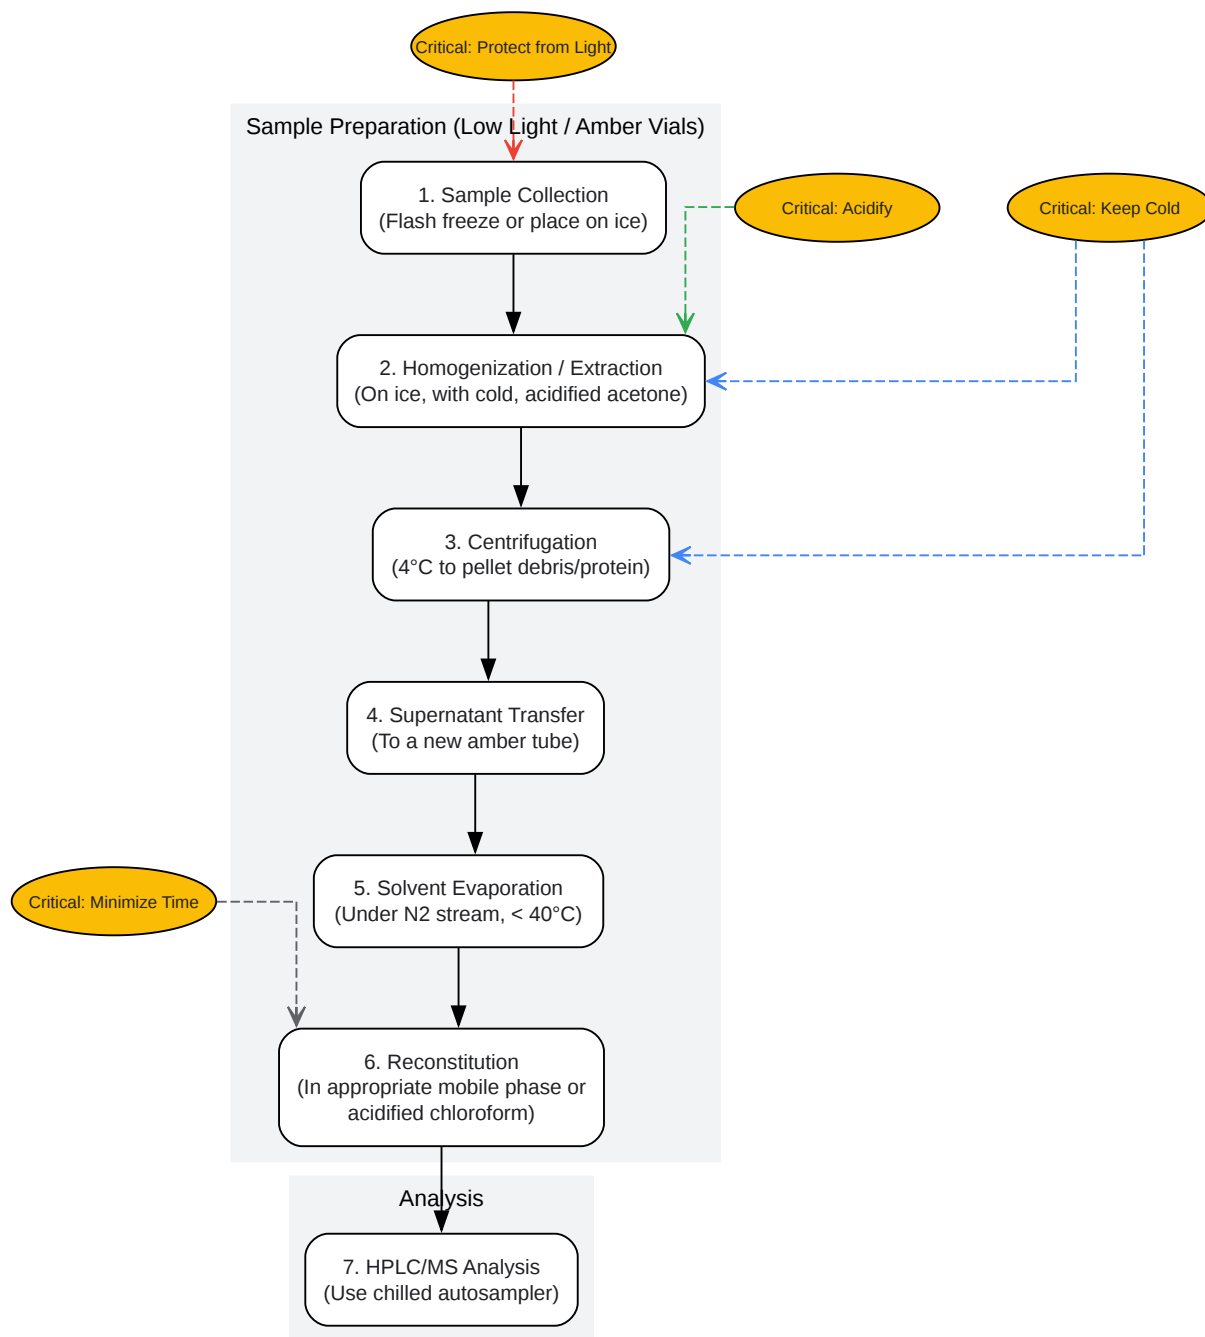 Critical: Protect from Light
Sample Preparation (Low Light / Amber Vials)
1. Sample Collection
(Flash freeze or place on ice)
Critical: Acidify
Critical: Keep Cold
2. Homogenization / Extraction
(On ice, with cold, acidified acetone)
3. Centrifugation
(4°C to pellet debris/protein)
4. Supernatant Transfer
(To a new amber tube)
Critical: Minimize Time
5. Solvent Evaporation
(Under N2 stream, < 40°C)
6. Reconstitution
(In appropriate mobile phase or
acidified chloroform)
Analysis
7. HPLC/MS Analysis
(Use chilled autosampler)